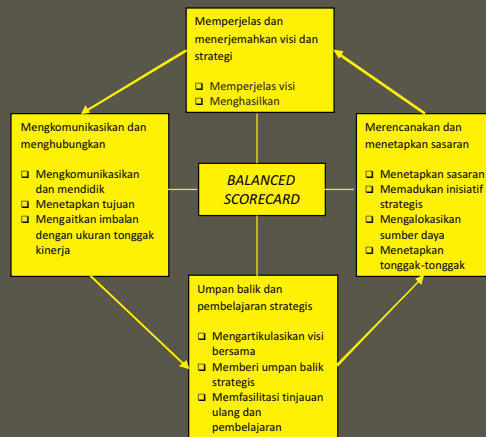 Memperjelas dan
menerjemahkan visi dan
strategi
❑ Memperjelas visi
❑ Menghasilkan
Mengkomunikasikan dan
menghubungkan
❑ Mengkomunikasikan
dan mendidik
❑ Menetapkan tujuan
❑ Mengaitkan imbalan
dengan ukuran tonggak
kinerja
BALANCED
SCORECARD
Merencanakan dan
menetapkan sasaran
❑ Menetapkan sasaran
❑ Memadukan inisiatif
strategis
❑ Mengalokasikan
sumber daya
❑ Menetapkan
tonggak-tonggak
Umpan balik dan
pembelajaran strategis
❑ Mengartikulasikan visi
bersama
❑ Memberi umpan balik
strategis
❑ Memfasilitasi tinjauan
ulang dan
pembelajaran